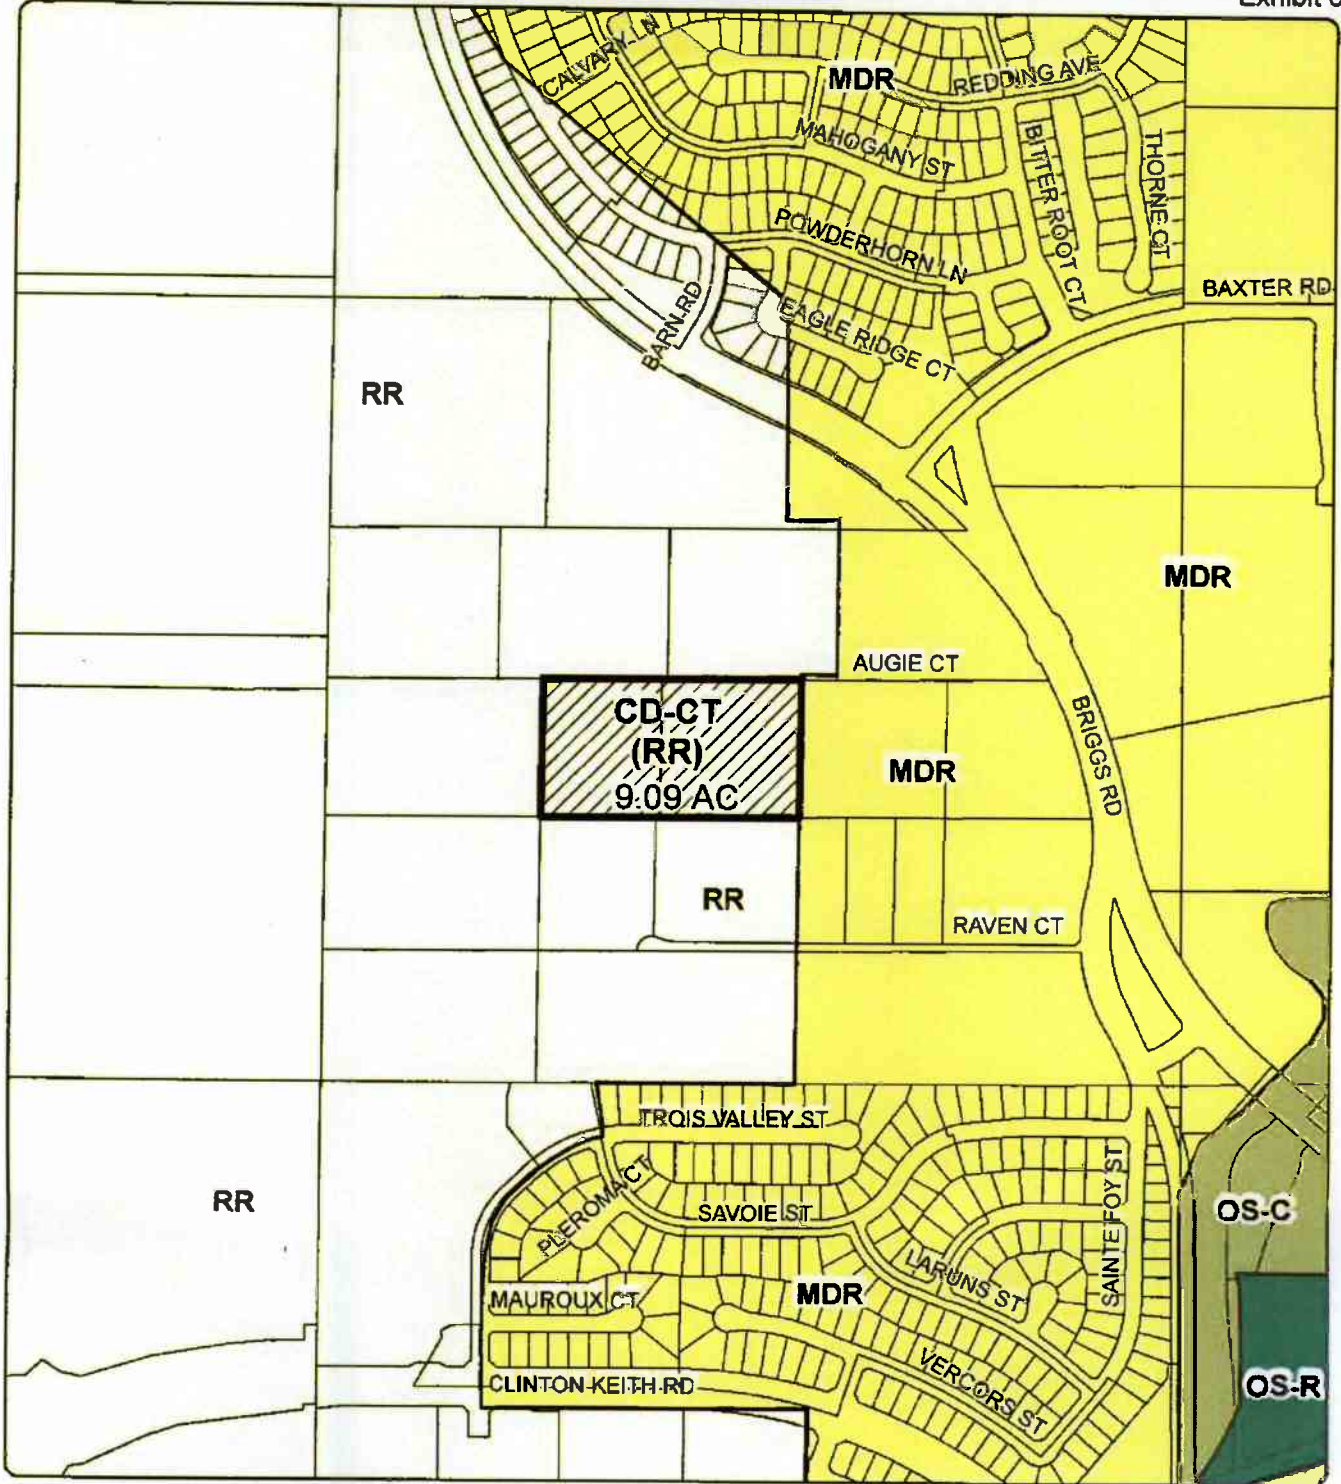 Exhibit 6
CALVARY LN
MDR
REDDING AVE
MAHOGANY ST
BITTER ROOT CT
THORNE CT
POWDERHORN LN
BAXTER RD
BARN RD
EAGLE RIDGE CT
RR
MDR
AUGIE CT
CD-CT
(RR)
9.09 AC
MDR
BRIGGS RD
RR
RAVEN CT
TROIS VALLEY ST
PLEROMA CT
SAVOIE ST
SAINTE FOY ST
RR
OS-C
LARUNS ST
MAUROUX CT
MDR
VERCORS ST
CLINTON KEITH RD
OS-R